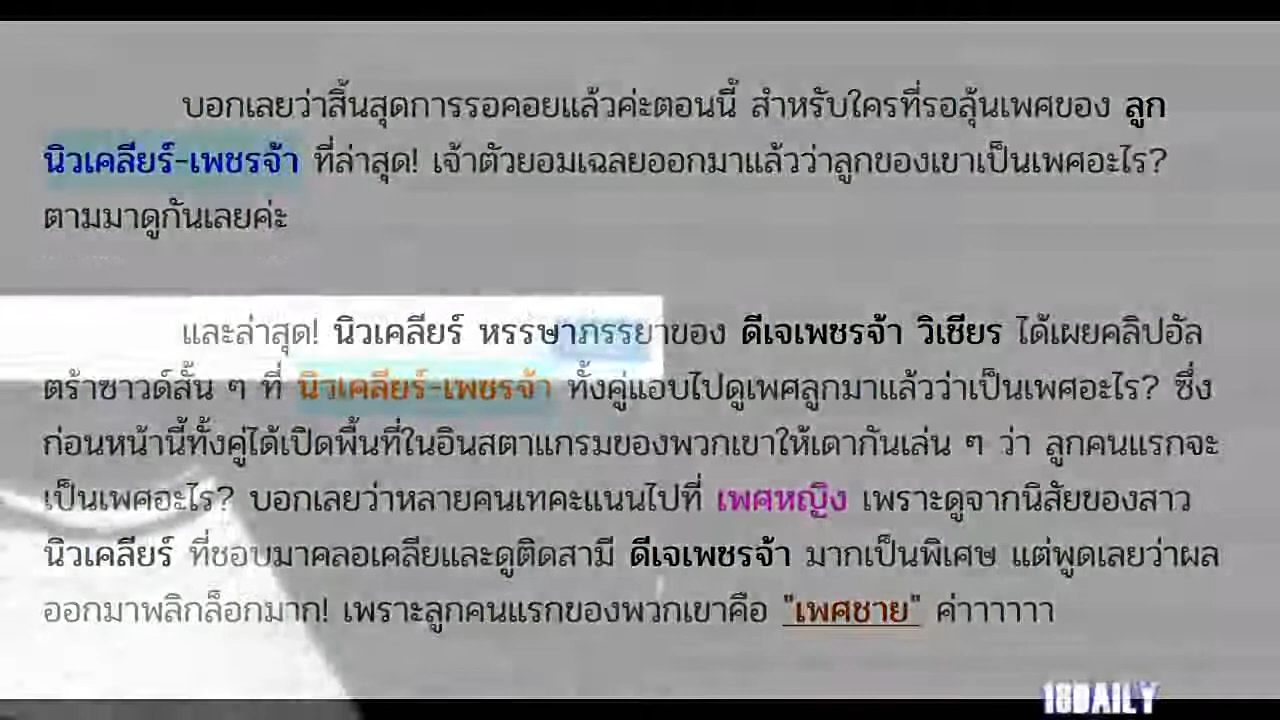 บอกเลยว่าสิ้นสุดการรอคอยแล้วค่ะตอนนี้ สำหรับใครที่รอลุ้นเพศของ ลูก
นิวเคลียร์-เพชรจ้า ที่ล่าสุด! เจ้าตัวยอมเฉลยออกมาแล้วว่าลูกของเขาเป็นเพศอะไร?
ตามมาดูกันเลยค่ะ
และล่าสุด! นิวเคลียร์ หรรษาภรรยาของ ดีเจเพชรจ้า วิเชียร ได้เผยคลิปอัล
ตร้าซาวด์สั้น ๆ ที่ นิวเคลียร์-เพชรจ้า ทั้งคู่แอบไปดูเพศลูกมาแล้วว่าเป็นเพศอะไร? ซึ่ง
ก่อนหน้านี้ทั้งคู่ได้เปิดพื้นที่ในอินสตาแกรมของพวกเขาให้เดากันเล่น ๆ ว่า ลูกคนแรกจะ
เป็นเพศอะไร? บอกเลยว่าหลายคนเทคะแนนไปที่ เพศหญิง เพราะดูจากนิสัยของสาว
นิวเคลียร์ ที่ชอบมาคลอเคลียและดูติดสามี ดีเจเพชรจ้า มากเป็นพิเศษ แต่พูดเลยว่าผล
ออกมาพลิกล็อกมาก! เพราะลูกคนแรกของพวกเขาคือ "เพศชาย" ค่าาาาาา